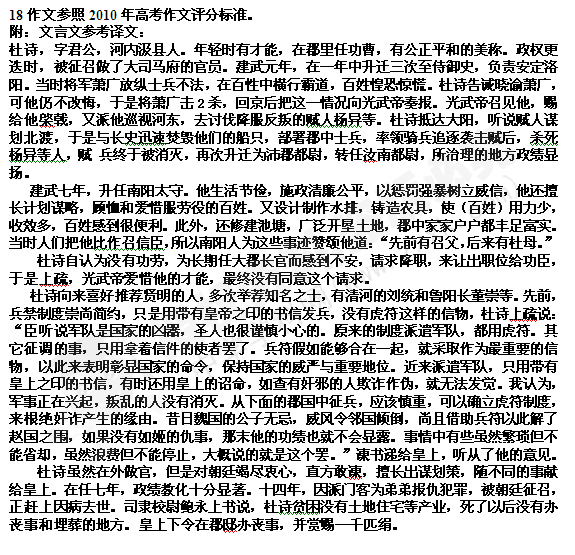 18 作文参照 2010 年高考作文评分标准。
附：文言文参考译文：
杜诗，字君公，河内汲县人。年轻时有才能，在郡里任功曹，有公正平和的美称。政权更
迭时，被征召做了大司马府的官员。建武元年，在一年中升迁三次至侍御史，负责安定洛
阳。当时将军萧广放纵士兵不法，在百姓中横行霸道，百姓惶恐惊慌。杜诗告诫晓谕萧广，
可他仍不改悔，于是将萧广击2杀，回京后把这一情况向光武帝奏报。光武帝召见他，赐
给他棨戟，又派他巡视河东，去讨伐降服反叛的贼人杨异等。杜诗抵达大阳，听说贼人谋
划北渡，于是与长史迅速焚毁他们的船只，部署郡中士兵，率领骑兵追逐袭击贼后，杀死
杨异等人，贼 兵终于被消灭，再次升迁为沛郡都尉，转任汝南都尉，所治理的地方政绩显
扬。
建武七年，升任南阳太守。他生活节俭，施政清廉公平，以惩罚强暴树立威信，他还擅
长计划谋略，顾恤和爱惜服劳役的百姓。又设计制作水排，铸造农具，使（百姓）用力少，
收效多，百姓感到很便利。此外，还修建池塘，广泛开垦土地，郡中家家户户都丰足富实。
当时人们把他比作召信臣，所以南阳人为这些事迹赞颂他道：“先前有召父，后来有杜母。”
杜诗自认为没有功劳，为长期任大郡长官而感到不安，请求降职，来让出职位给功臣，
于是上疏，光武帝爱惜他的才能，最终没有同意这个请求。
杜诗向来喜好推荐贤明的人，多次举荐知名之士，有清河的刘统和鲁阳长董崇等。先前，
兵禁制度崇尚简约，只是用带有皇帝之印的书信发兵，没有虎符这样的信物，杜诗上疏说：
“臣听说军队是国家的凶器，圣人也很谨慎小心的。原来的制度派遣军队，都用虎符。其
它征调的事，只用拿着信件的使者罢了。兵符假如能够合在一起，就采取作为最重要的信
物，以此来表明彰显国家的命令，保持国家的威严与重要地位。近来派遣军队，只用带有
皇上之印的书信，有时还用皇上的诏命，如查有奸邪的人欺诈作伪，就无法发觉。我认为，
军事正在兴起，叛乱的人没有消灭。从下面的郡国中征兵，应该慎重，可以确立虎符制度，
来根绝奸诈产生的缘由。昔日魏国的公子无忌，威风令邻国倾倒，尚且借助兵符以此解了
赵国之围，如果没有如姬的仇事，那末他的功绩也就不会显露。事情中有些虽然繁琐但不
能省却，虽然浪费但不能停止，大概说的就是这个罢。”谏书递给皇上，听从了他的意见。
杜诗虽然在外做官，但是对朝廷竭尽衷心，直方敢谏，擅长出谋划策，随不同的事献
给皇上。在任七年，政绩教化十分显著。十四年，因派门客为弟弟报仇犯罪，被朝廷征召，
正赶上因病去世。司隶校尉鲍永上书说，杜诗贫困没有土地住宅等产业，死了以后没有办
丧事和埋葬的地方。皇上下令在郡邸办丧事，并赏赐一千匹绢。